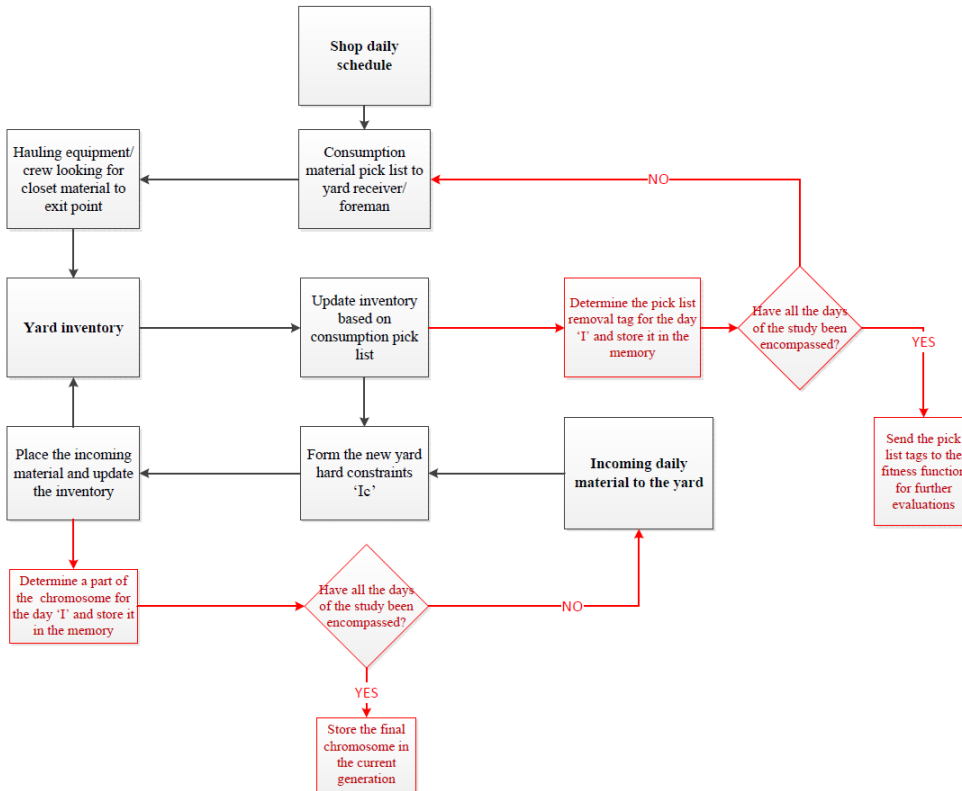 Shop daily
schedule
Hauling equipment/
crew looking for
closet material to
exit point
Consumption
material pick list to
yard receiver/
foreman
NO
Yard inventory
Update inventory
based on
consumption pick
list
Determine the pick list
removal tag for the day
‘I’ and store it in the
memory
Have all the days
of the study been
encompassed?
YES
Place the incoming
material and update
the inventory
Form the new yard
hard constraints
‘Ic’
Incoming daily
material to the yard
Send the pick
list tags to the
fitness function
for further
evaluations
Determine a part of
the chromosome for
the day ‘I’ and store it
in the memory
Have all the days
of the study been
encompassed?
NO
YES
Store the final
chromosome in
the current
generation